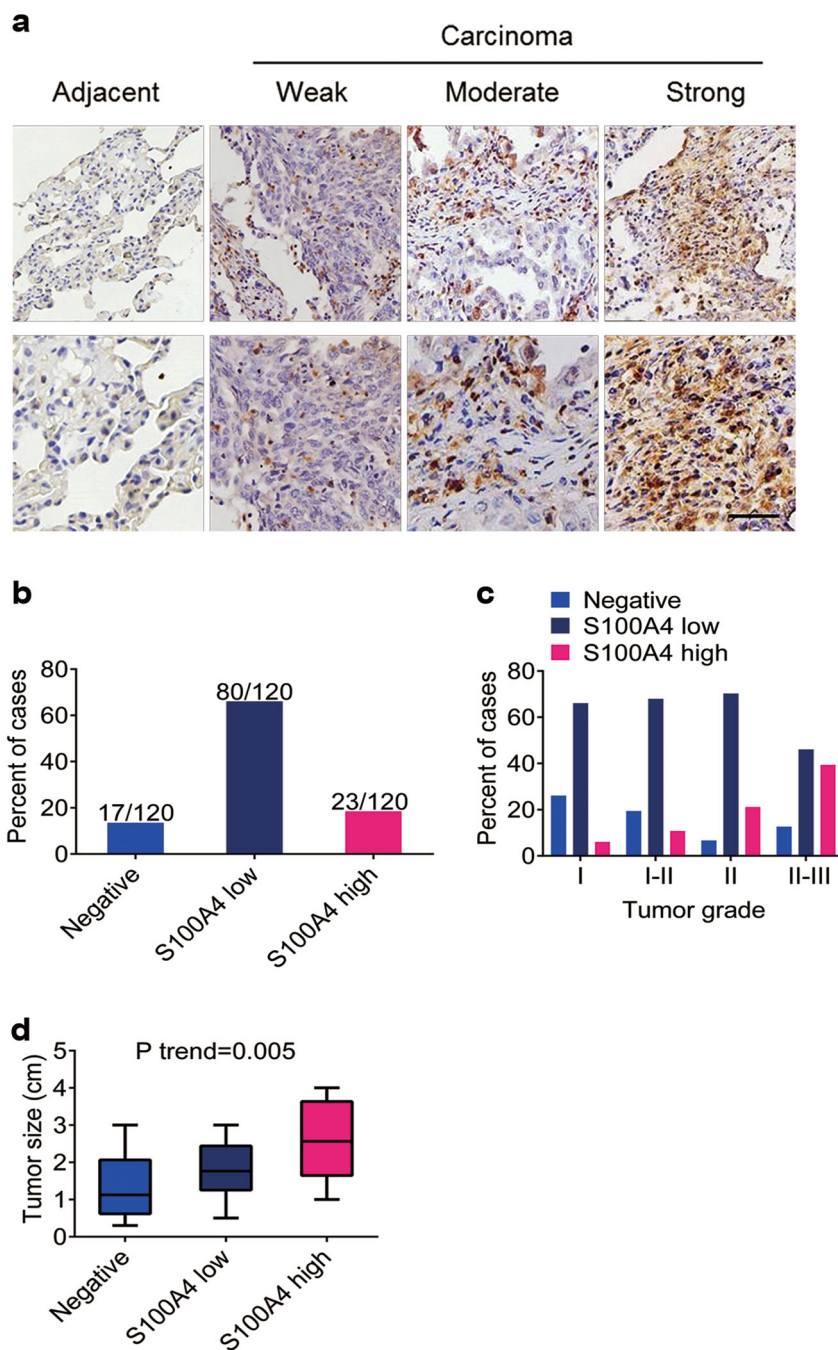 a
Carcinoma
Adjacent Weak Moderate Strong
b
80
60
40
20
0
Percent of cases
17/120
80/120
23/120
Negative
S100A4 low
S100A4 high
c
Negative
S100A4 low
S100A4 high
80
60
40
20
0
Percent of cases
I I-II II II-III
Tumor grade
d
P trend=0.005
5
4
3
2
1
0
Tumor size (cm)
Negative
S100A4 low
S100A4 high